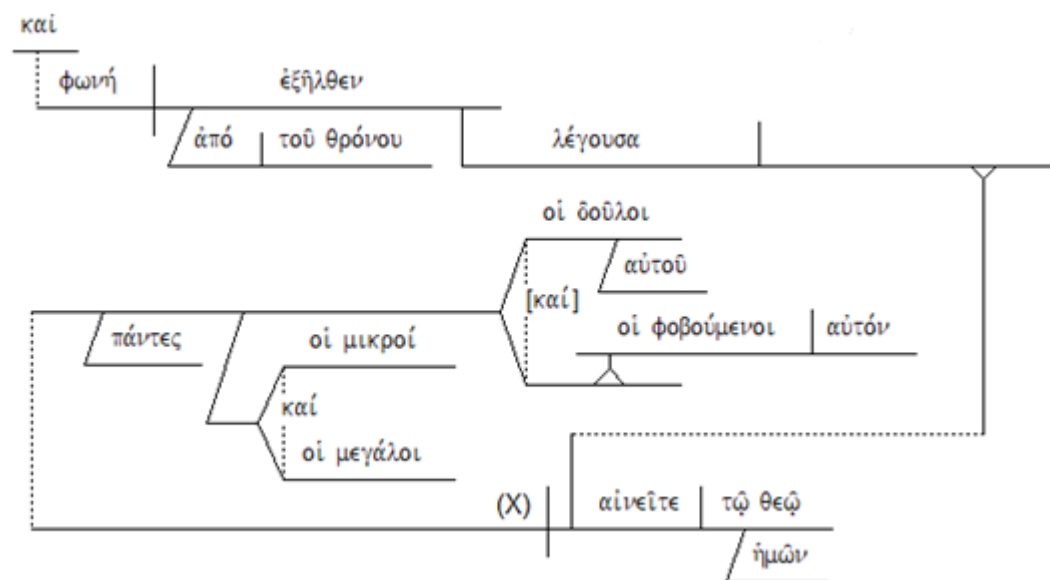 καί
φωνή ἐξῆλθεν
ἀπό τοῦ θρόνου λέγουσα
οἱ δοῦλοι
αὐτοῦ
[καί]
πάντες οἱ μικροί οἱ φοβούμενοι αὐτόν
καί
οἱ μεγάλοι
(X) αἰνεῖτε τῷ θεῷ
ἡμῶν